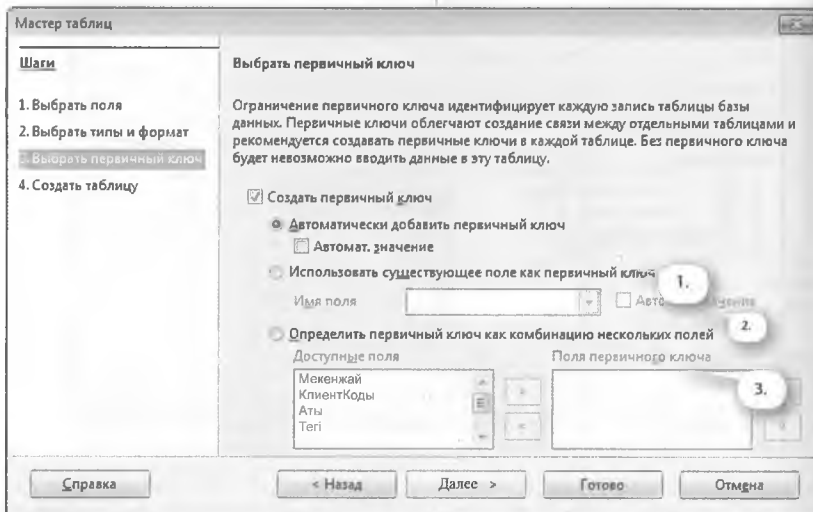 Мастер таблиц
Шаги
1. Выбрать поля
2. Выбрать типы и формат
3. Выбрать первичный ключ
4. Создать таблицу
Выбрать первичный ключ
Ограничение первичного ключа идентифицирует каждую запись таблицы базы
данных. Первичные ключи облегчают создание связи между отдельными таблицами и
рекомендуется создавать первичные ключи в каждой таблице. Без первичного ключа
будет невозможно вводить данные в эту таблицу.
Создать первичный ключ
Автоматически добавить первичный ключ
Автомат. значение
Использовать существующее поле как первичный ключ
1.
Имя поля
2.
Определить первичный ключ как комбинацию нескольких полей
Доступные поля
Поля первичного ключа
3.
Мекенжай
КлиентКоды
Аты
Тегі
Справка
< Назад
Далее >
Готово
Отмена